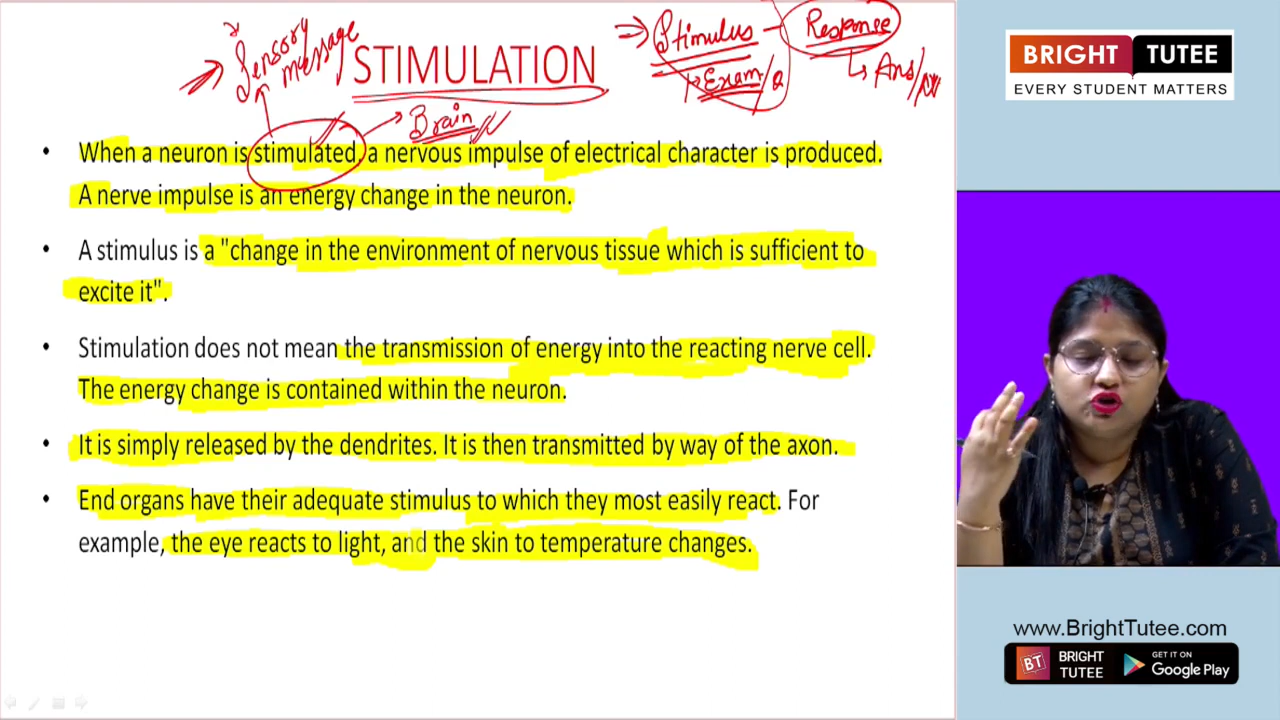 Sensory
message
STIMULATION
Stimulus - Response
Exam/Q
Ans/
Brain
BRIGHT TUTEE
EVERY STUDENT MATTERS
• When a neuron is stimulated, a nervous impulse of electrical character is produced.
A nerve impulse is an energy change in the neuron.
• A stimulus is a "change in the environment of nervous tissue which is sufficient to
excite it".
• Stimulation does not mean the transmission of energy into the reacting nerve cell.
The energy change is contained within the neuron.
• It is simply released by the dendrites. It is then transmitted by way of the axon.
• End organs have their adequate stimulus to which they most easily react. For
example, the eye reacts to light, and the skin to temperature changes.
www.BrightTutee.com
BT
BRIGHT
TUTEE
GET IT ON
Google Play